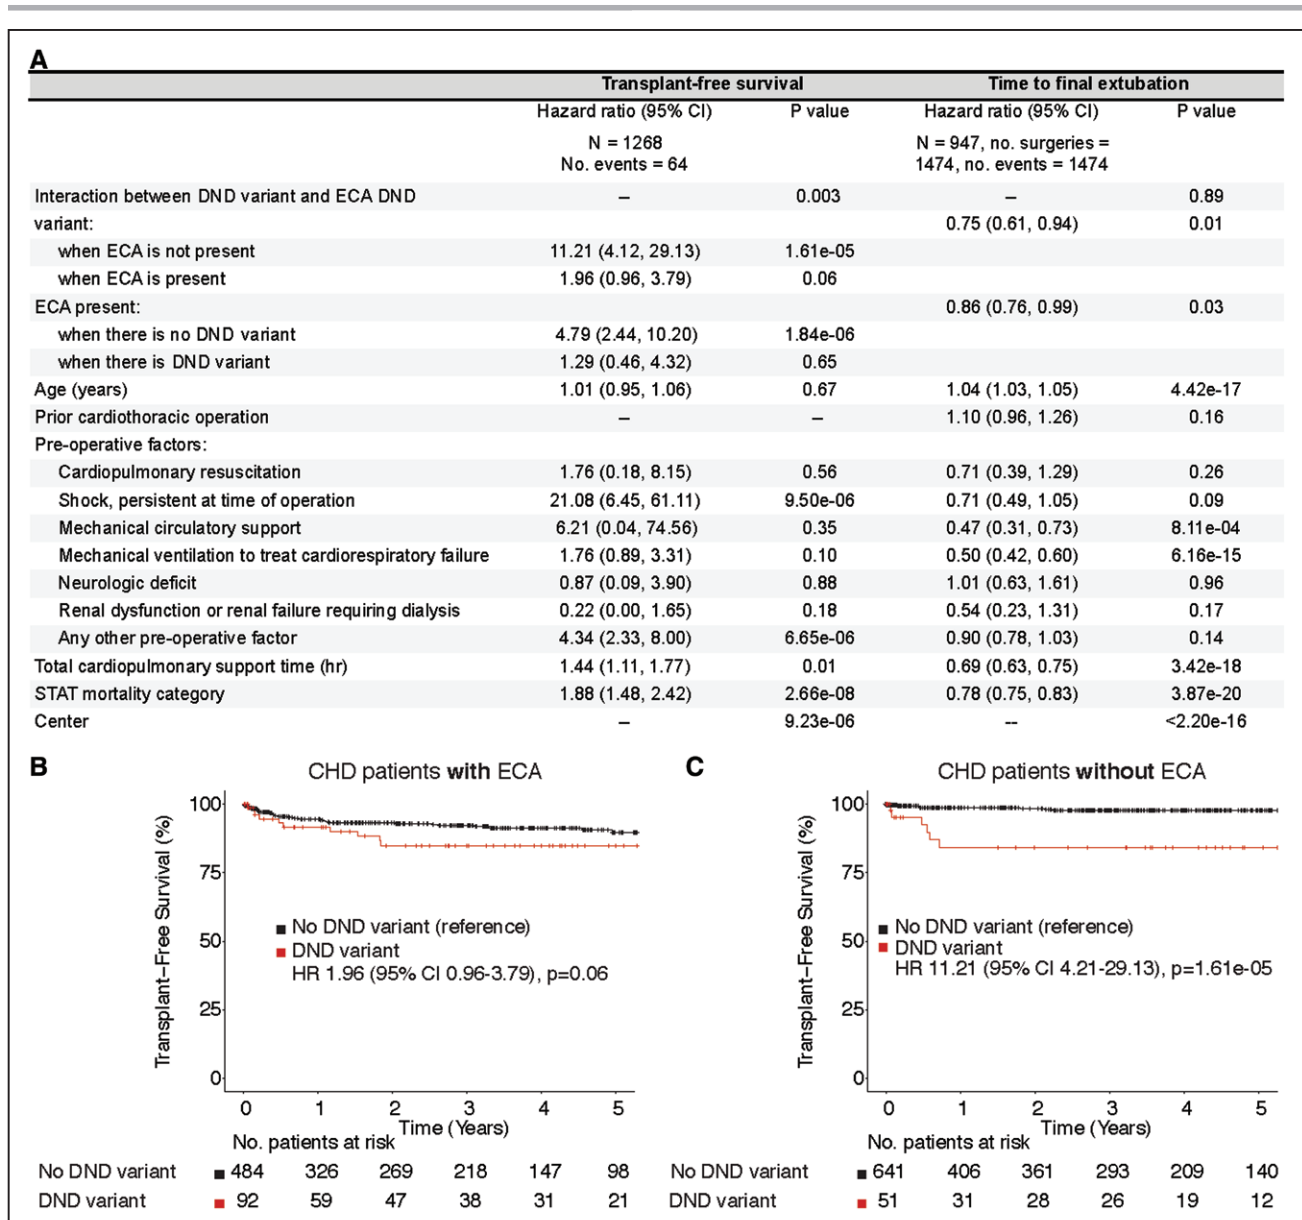 A
Transplant-free survival Time to final extubation
Hazard ratio (95% CI) P value Hazard ratio (95% CI) P value
N = 1268 N = 947, no. surgeries =
No. events = 64 1474, no. events = 1474
Interaction between DND variant and ECA DND – 0.003 – 0.89
variant: 0.75 (0.61, 0.94) 0.01
when ECA is not present 11.21 (4.12, 29.13) 1.61e-05
when ECA is present 1.96 (0.96, 3.79) 0.06
ECA present: 0.86 (0.76, 0.99) 0.03
when there is no DND variant 4.79 (2.44, 10.20) 1.84e-06
when there is DND variant 1.29 (0.46, 4.32) 0.65
Age (years) 1.01 (0.95, 1.06) 0.67 1.04 (1.03, 1.05) 4.42e-17
Prior cardiothoracic operation – – 1.10 (0.96, 1.26) 0.16
Pre-operative factors:
Cardiopulmonary resuscitation 1.76 (0.18, 8.15) 0.56 0.71 (0.39, 1.29) 0.26
Shock, persistent at time of operation 21.08 (6.45, 61.11) 9.50e-06 0.71 (0.49, 1.05) 0.09
Mechanical circulatory support 6.21 (0.04, 74.56) 0.35 0.47 (0.31, 0.73) 8.11e-04
Mechanical ventilation to treat cardiorespiratory failure 1.76 (0.89, 3.31) 0.10 0.50 (0.42, 0.60) 6.16e-15
Neurologic deficit 0.87 (0.09, 3.90) 0.88 1.01 (0.63, 1.61) 0.96
Renal dysfunction or renal failure requiring dialysis 0.22 (0.00, 1.65) 0.18 0.54 (0.23, 1.31) 0.17
Any other pre-operative factor 4.34 (2.33, 8.00) 6.65e-06 0.90 (0.78, 1.03) 0.14
Total cardiopulmonary support time (hr) 1.44 (1.11, 1.77) 0.01 0.69 (0.63, 0.75) 3.42e-18
STAT mortality category 1.88 (1.48, 2.42) 2.66e-08 0.78 (0.75, 0.83) 3.87e-20
Center – 9.23e-06 -- <2.20e-16
B
CHD patients with ECA
Transplant–Free Survival (%)
100
75
50
25
0
No DND variant (reference)
DND variant
HR 1.96 (95% CI 0.96-3.79), p=0.06
0 1 2 3 4 5
Time (Years)
No. patients at risk
No DND variant 484 326 269 218 147 98
DND variant 92 59 47 38 31 21
C
CHD patients without ECA
Transplant–Free Survival (%)
100
75
50
25
0
No DND variant (reference)
DND variant
HR 11.21 (95% CI 4.21-29.13), p=1.61e-05
0 1 2 3 4 5
Time (Years)
No. patients at risk
No DND variant 641 406 361 293 209 140
DND variant 51 31 28 26 19 12